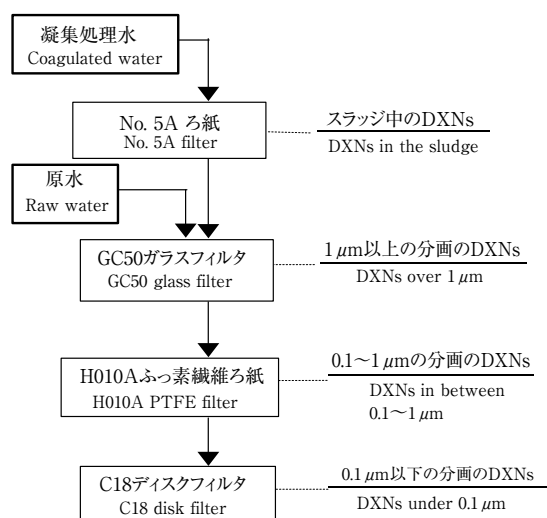 凝集処理水
Coagulated water
No. 5A ろ紙
No. 5A filter
スラッジ中のDXNs
DXNs in the sludge
原水
Raw water
GC50ガラスフィルタ
GC50 glass filter
1μm以上の分画のDXNs
DXNs over 1μm
H010Aふっ素繊維ろ紙
H010A PTFE filter
0.1～1μmの分画のDXNs
DXNs in between
0.1～1μm
C18ディスクフィルタ
C18 disk filter
0.1μm以下の分画のDXNs
DXNs under 0.1μm